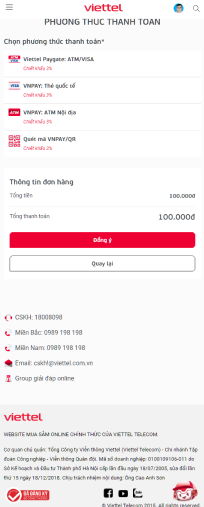 viettel
PHƯƠNG THỨC THANH TOÁN
Chọn phương thức thanh toán*
Viettel Paygate: ATM/VISA
Chiết khấu 3%
VNPAY: Thẻ quốc tế
Chiết khấu 3%
VNPAY: ATM Nội địa
Chiết khấu 3%
Quét mã VNPAY/QR
Chiết khấu 3%
Thông tin đơn hàng
Tổng tiền 100.000đ
Tổng thanh toán 100.000đ
Đồng ý
Quay lại
CSKH: 18008098
Miền Bắc: 0989 198 198
Miền Nam: 0989 198 198
Email: cskh@viettel.com.vn
Group giải đáp online
viettel
WEBSITE MUA SẮM ONLINE CHÍNH THỨC CỦA VIETTEL TELECOM.
Cơ quan chủ quản: Tổng Công ty Viễn thông Viettel - Chi nhánh Tập
đoàn Công nghiệp - Viễn thông Quân đội. Mã số doanh nghiệp: 0100109106-011 do
Sở Kế hoạch và Đầu tư Thành phố Hà Nội cấp lần đầu ngày 18/07/2005, sửa đổi lần
thứ 15 ngày 18/12/2018. Chịu trách nhiệm nội dung: Ông Cao Anh Sơn
ĐÃ ĐĂNG KÝ
© Viettel Telecom 2015. All rights reserved